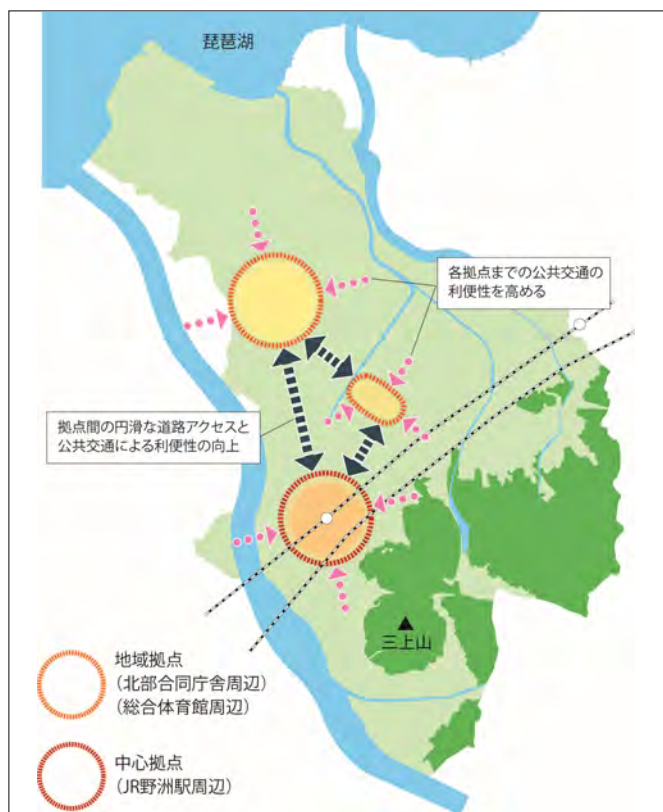 琵琶湖
各拠点までの公共交通の
利便性を高める
拠点間の円滑な道路アクセスと
公共交通による利便性の向上
三上山
地域拠点
（北部合同庁舎周辺）
（総合体育館周辺）
中心拠点
（JR野洲駅周辺）